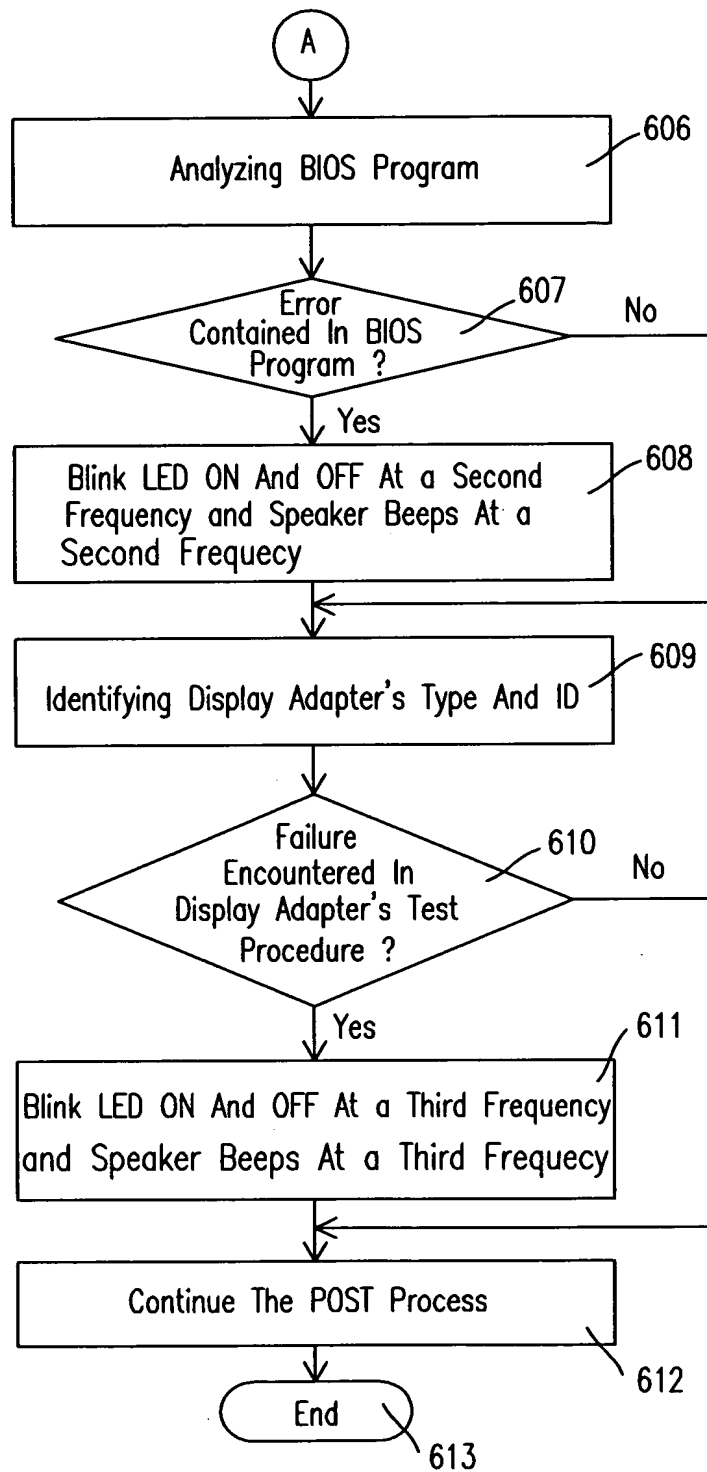 A
606
Analyzing BIOS Program
607
Error
Contained In BIOS
Program ?
No
Yes
608
Blink LED ON And OFF At a Second
Frequency and Speaker Beeps At a
Second Frequecy
609
Identifying Display Adapter's Type And ID
610
Failure
Encountered In
Display Adapter's Test
Procedure ?
No
Yes
611
Blink LED ON And OFF At a Third Frequency
and Speaker Beeps At a Third Frequecy
Continue The POST Process
612
End
613